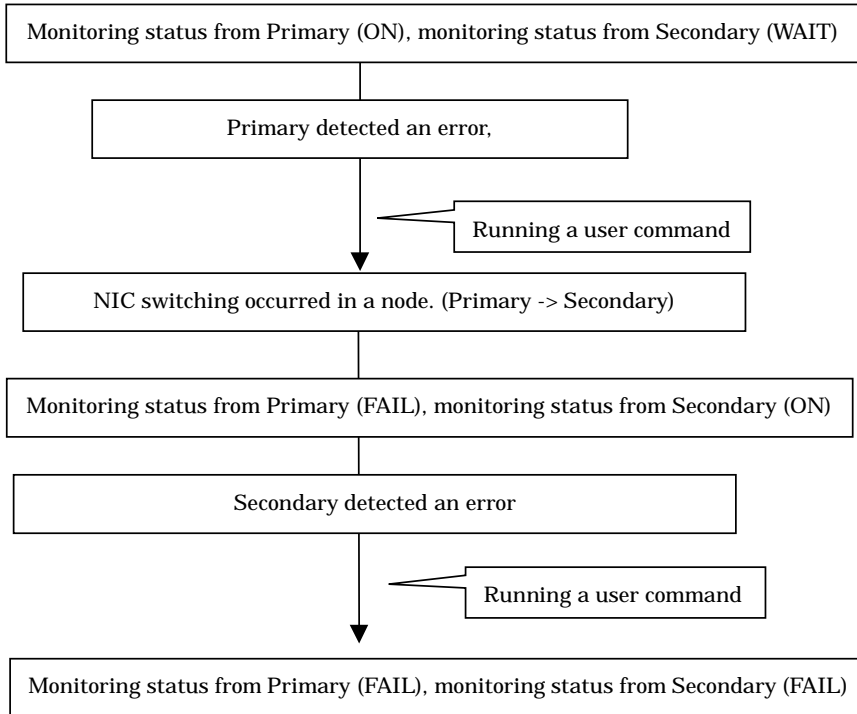 Monitoring status from Primary (ON), monitoring status from Secondary (WAIT)
Primary detected an error,
Running a user command
NIC switching occurred in a node. (Primary -> Secondary)
Monitoring status from Primary (FAIL), monitoring status from Secondary (ON)
Secondary detected an error
Running a user command
Monitoring status from Primary (FAIL), monitoring status from Secondary (FAIL)